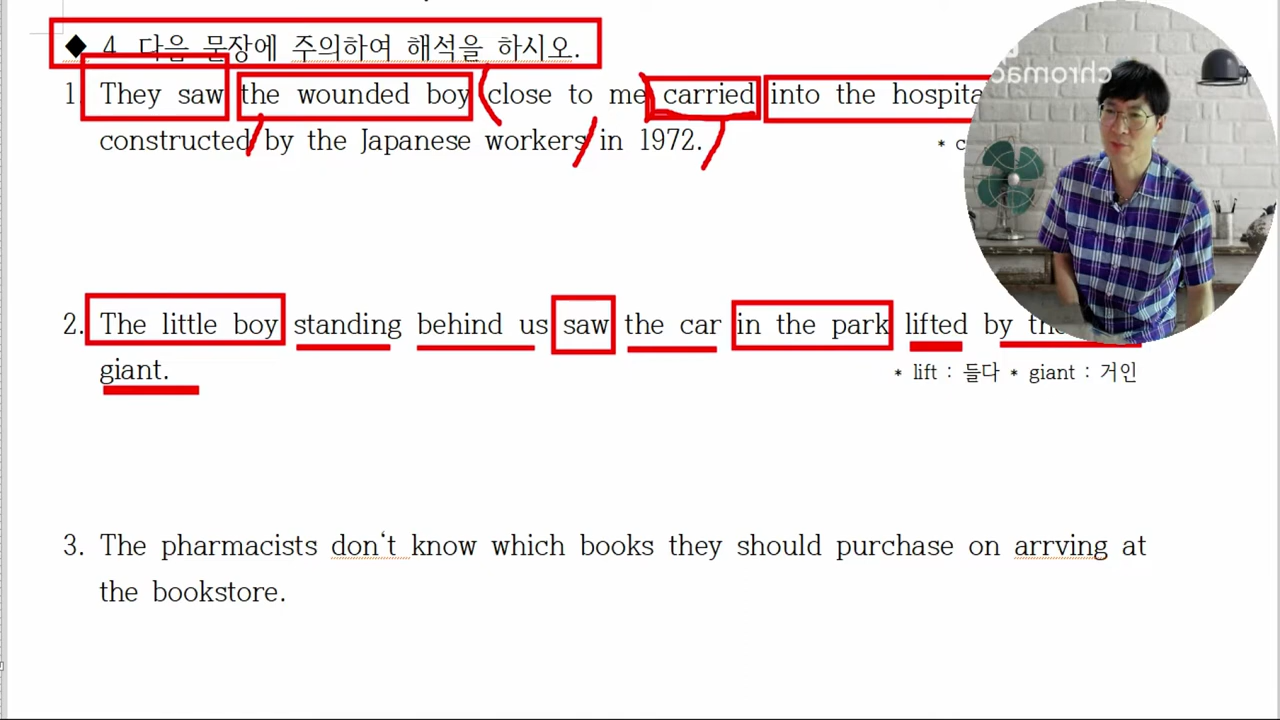 ◆ 4 다음 문장에 주의하여 해석을 하시오.
1. They saw the wounded boy close to me carried into the
constructed by the Japanese workers in 1972.
2. The little boy standing behind us saw the car in the park lifted by
giant. * lift : 들다 * giant : 거인
3. The pharmacists don‘t know which books they should purchase on arrving at
the bookstore.